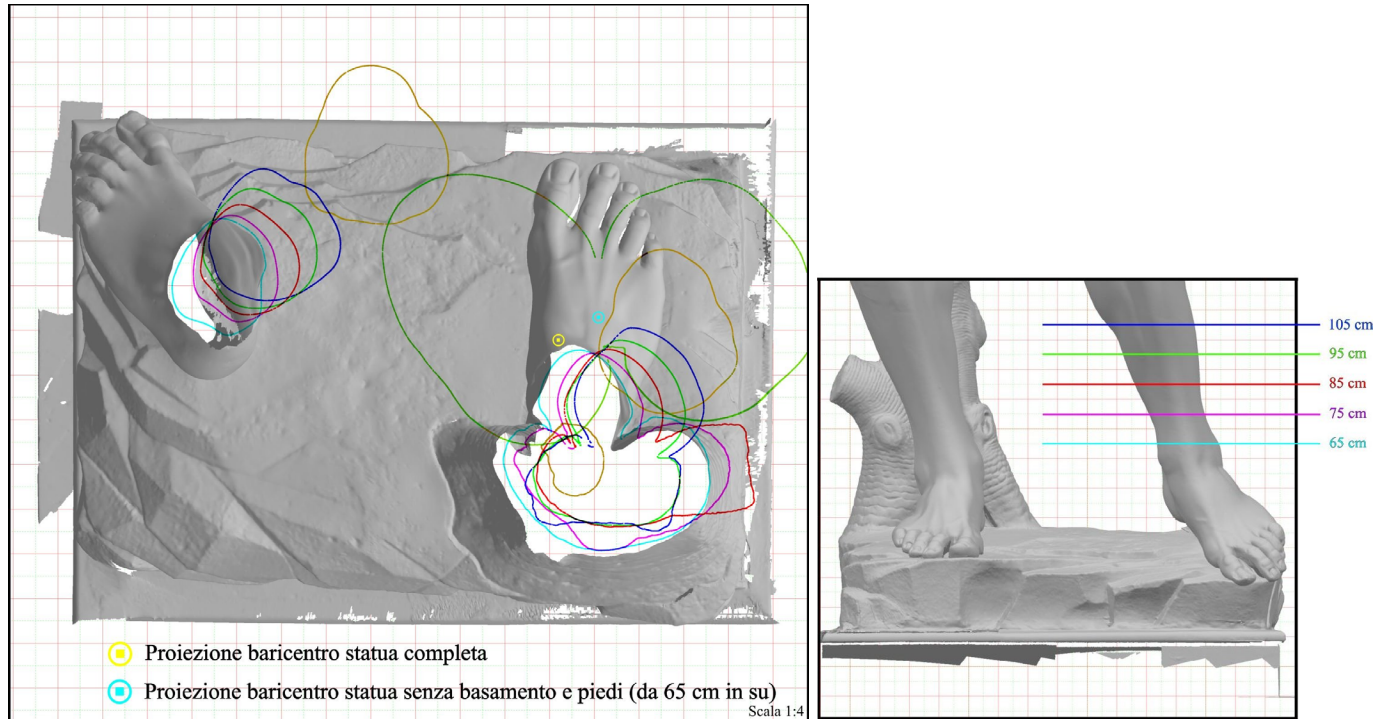 Proiezione baricentro statua completa
Proiezione baricentro statua senza basamento e piedi (da 65 cm in su)
Scala 1:4
105 cm
95 cm
85 cm
75 cm
65 cm